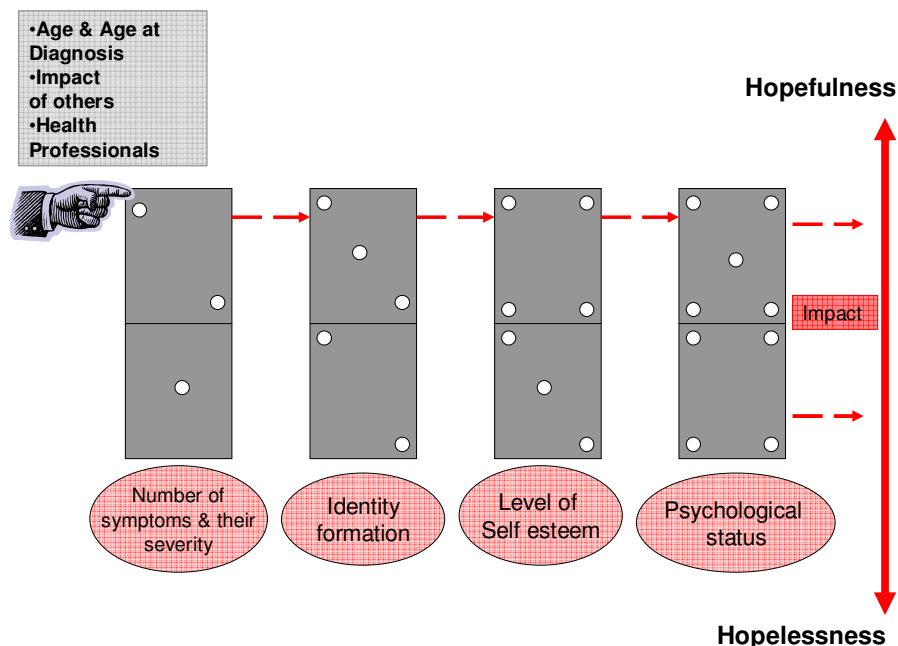 •Age & Age at
Diagnosis
•Impact
of others
•Health
Professionals
Hopefulness
Impact
Number of
symptoms & their
severity
Identity
formation
Level of
Self esteem
Psychological
status
Hopelessness